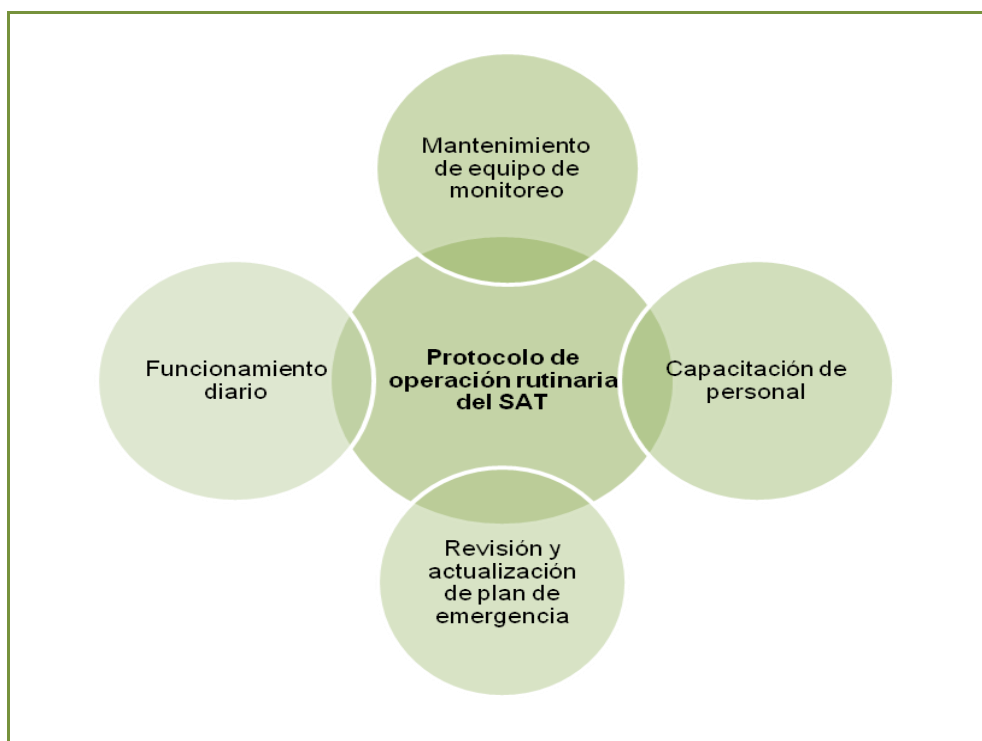 Mantenimiento
de equipo de
monitoreo
Funcionamiento
diario
Protocolo de
operación rutinaria
del SAT
Capacitación de
personal
Revisión y
actualización
de plan de
emergencia